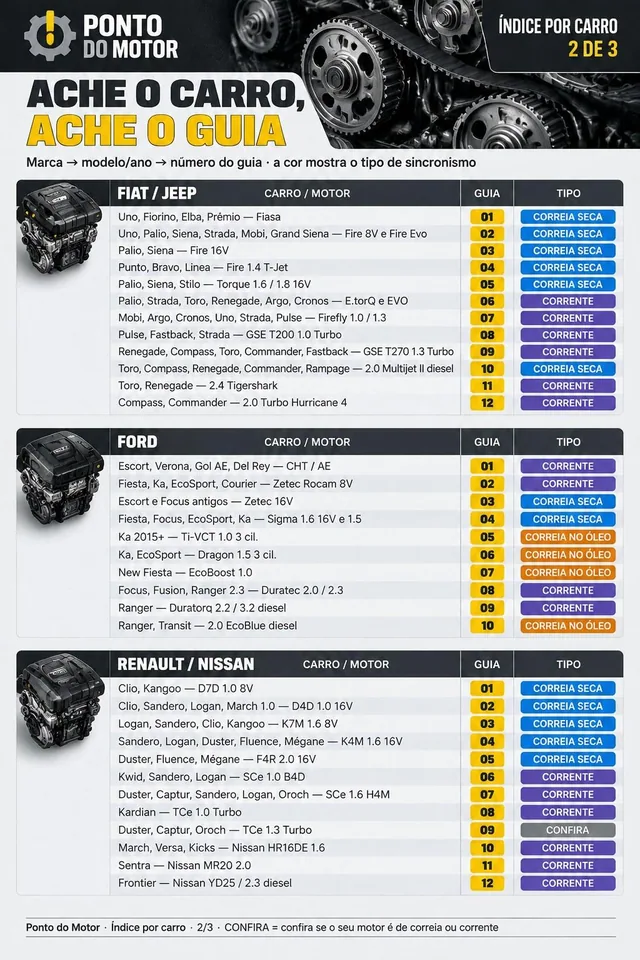 PONTO
DO MOTOR
ÍNDICE POR CARRO
2 DE 3
ACHE O CARRO,
ACHE O GUIA
Marca → modelo/ano → número do guia · a cor mostra o tipo de sincronismo
FIAT / JEEP CARRO / MOTOR GUIA TIPO
Uno, Fiorino, Elba, Prêmio — Fiasa 01 CORREIA SECA
Uno, Palio, Siena, Strada, Mobi, Grand Siena — Fire 8V e Fire Evo 02 CORREIA SECA
Palio, Siena — Fire 16V 03 CORREIA SECA
Punto, Bravo, Linea — Fire 1.4 T-Jet 04 CORREIA SECA
Palio, Siena, Stilo — Torque 1.6 / 1.8 16V 05 CORREIA SECA
Palio, Strada, Toro, Renegade, Argo, Cronos — E.torQ e EVO 06 CORRENTE
Mobi, Argo, Cronos, Uno, Strada, Pulse — Firefly 1.0 / 1.3 07 CORRENTE
Pulse, Fastback, Strada — GSE T200 1.0 Turbo 08 CORRENTE
Renegade, Compass, Toro, Commander, Fastback — GSE T270 1.3 Turbo 09 CORRENTE
Toro, Compass, Renegade, Commander, Rampage — 2.0 Multijet II diesel 10 CORREIA SECA
Toro, Renegade — 2.4 Tigershark 11 CORRENTE
Compass, Commander — 2.0 Turbo Hurricane 4 12 CORRENTE
FORD CARRO / MOTOR GUIA TIPO
Escort, Verona, Gol AE, Del Rey — CHT / AE 01 CORRENTE
Fiesta, Ka, EcoSport, Courier — Zetec Rocam 8V 02 CORRENTE
Escort e Focus antigos — Zetec 16V 03 CORREIA SECA
Fiesta, Focus, EcoSport, Ka — Sigma 1.6 16V e 1.5 04 CORREIA SECA
Ka 2015+ — Ti-VCT 1.0 3 cil. 05 CORREIA NO ÓLEO
Ka, EcoSport — Dragon 1.5 3 cil. 06 CORREIA NO ÓLEO
New Fiesta — EcoBoost 1.0 07 CORREIA NO ÓLEO
Focus, Fusion, Ranger 2.3 — Duratec 2.0 / 2.3 08 CORRENTE
Ranger — Duratorq 2.2 / 3.2 diesel 09 CORRENTE
Ranger, Transit — 2.0 EcoBlue diesel 10 CORREIA NO ÓLEO
RENAULT / NISSAN CARRO / MOTOR GUIA TIPO
Clio, Kangoo — D7D 1.0 8V 01 CORREIA SECA
Clio, Sandero, Logan, March 1.0 — D4D 1.0 16V 02 CORREIA SECA
Logan, Sandero, Clio, Kangoo — K7M 1.6 8V 03 CORREIA SECA
Sandero, Logan, Duster, Fluence, Mégane — K4M 1.6 16V 04 CORREIA SECA
Duster, Fluence, Mégane — F4R 2.0 16V 05 CORREIA SECA
Kwid, Sandero, Logan — SCe 1.0 B4D 06 CORRENTE
Duster, Captur, Sandero, Logan, Oroch — SCe 1.6 H4M 07 CORRENTE
Kardian — TCe 1.0 Turbo 08 CORRENTE
Duster, Captur, Oroch — TCe 1.3 Turbo 09 CONFIRA
March, Versa, Kicks — Nissan HR16DE 1.6 10 CORRENTE
Sentra — Nissan MR20 2.0 11 CORRENTE
Frontier — Nissan YD25 / 2.3 diesel 12 CORRENTE
Ponto do Motor · Índice por carro · 2/3 · CONFIRA = confira se o seu motor é de correia ou corrente